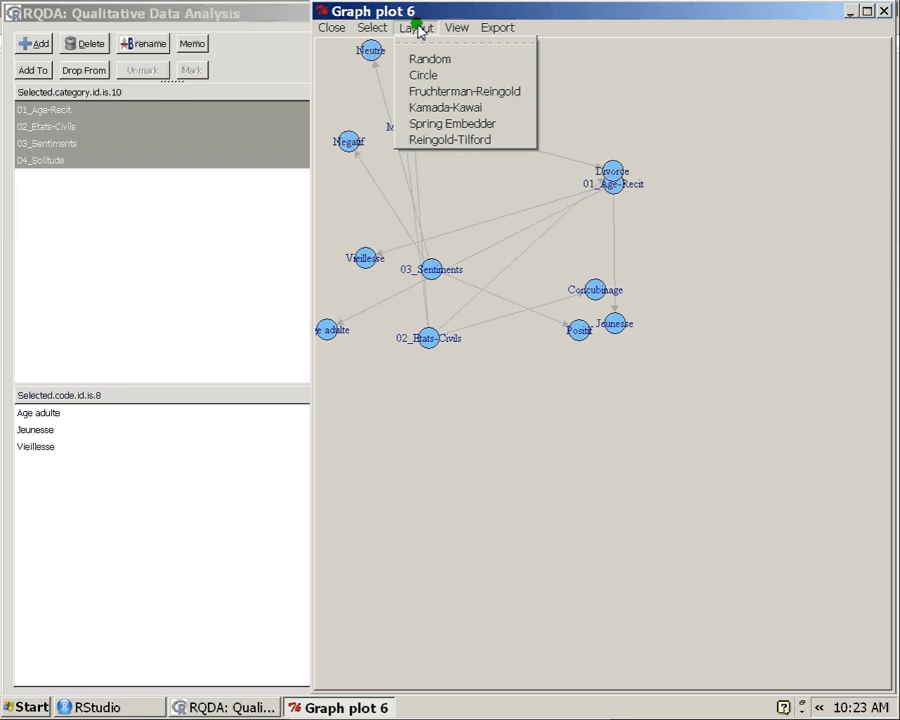 RQDA: Qualitative Data Analysis
Add
Delete
rename
Memo
Add To
Drop From
Unmark
Mark
Selected.category.id.is.10
01_Age-Recit
02_Etats-Civils
03_Sentiments
04_Solitude
Selected.code.id.is.8
Age adulte
Jeunesse
Vieillesse
Graph plot 6
Close
Select
View
Export
Random
Circle
Fruchterman-Reingold
Kamada-Kawai
Spring Embedder
Reingold-Tilford
Neutre
Negatif
Divorce
01_Age-Recit
Vieillesse
03_Sentiments
Concubinage
e adulte
02_Etats-Civils
Positif
Jeunesse
Start
RStudio
RQDA: Quali...
Graph plot 6
«
10:23 AM